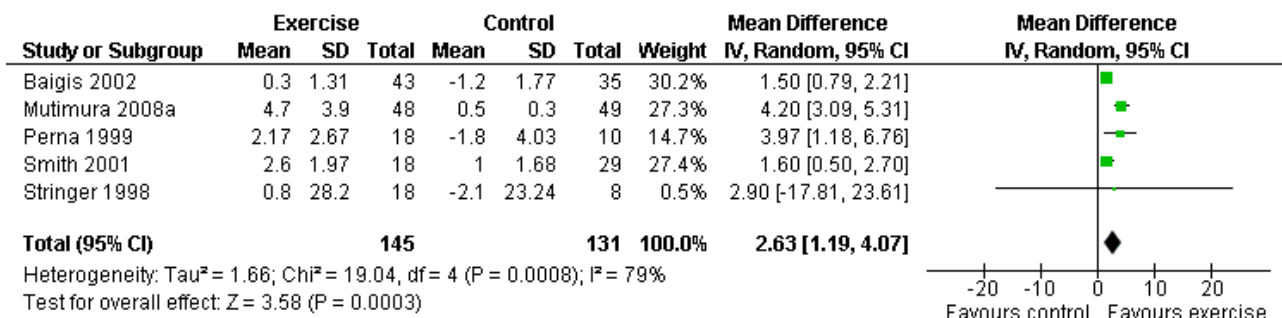 Exercise Control Mean Difference Mean Difference
Study or Subgroup Mean SD Total Mean SD Total Weight IV, Random, 95% CI IV, Random, 95% CI
Baigis 2002 0.3 1.31 43 -1.2 1.77 35 30.2% 1.50 [0.79, 2.21]
Mutimura 2008a 4.7 3.9 48 0.5 0.3 49 27.3% 4.20 [3.09, 5.31]
Perna 1999 2.17 2.67 18 -1.8 4.03 10 14.7% 3.97 [1.18, 6.76]
Smith 2001 2.6 1.97 18 1 1.68 29 27.4% 1.60 [0.50, 2.70]
Stringer 1998 0.8 28.2 18 -2.1 23.24 8 0.5% 2.90 [-17.81, 23.61]
Total (95% CI) 145 131 100.0% 2.63 [1.19, 4.07]
Heterogeneity: Tau² = 1.66; Chi² = 19.04, df = 4 (P = 0.0008); I² = 79%
Test for overall effect: Z = 3.58 (P = 0.0003)
-20 -10 0 10 20
Favours control Favours exercise